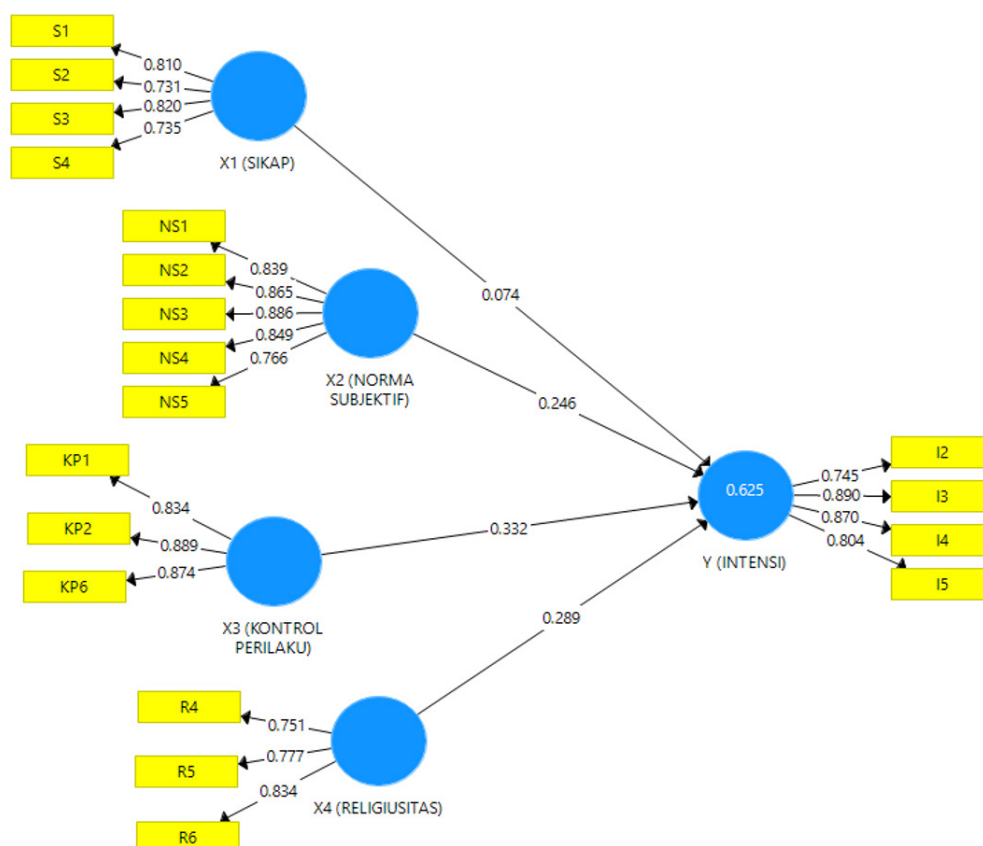 S1
S2
S3
S4
0.810
0.731
0.820
0.735
X1 (SIKAP)
0.074
NS1
NS2
NS3
NS4
NS5
0.839
0.865
0.886
0.849
0.766
X2 (NORMA
SUBJEKTIF)
0.246
KP1
KP2
KP6
0.834
0.889
0.874
X3 (KONTROL
PERILAKU)
0.332
R4
R5
R6
0.751
0.777
0.834
X4 (RELIGIUSITAS)
0.289
0.625
Y (INTENSI)
0.745
0.890
0.870
0.804
I2
I3
I4
I5